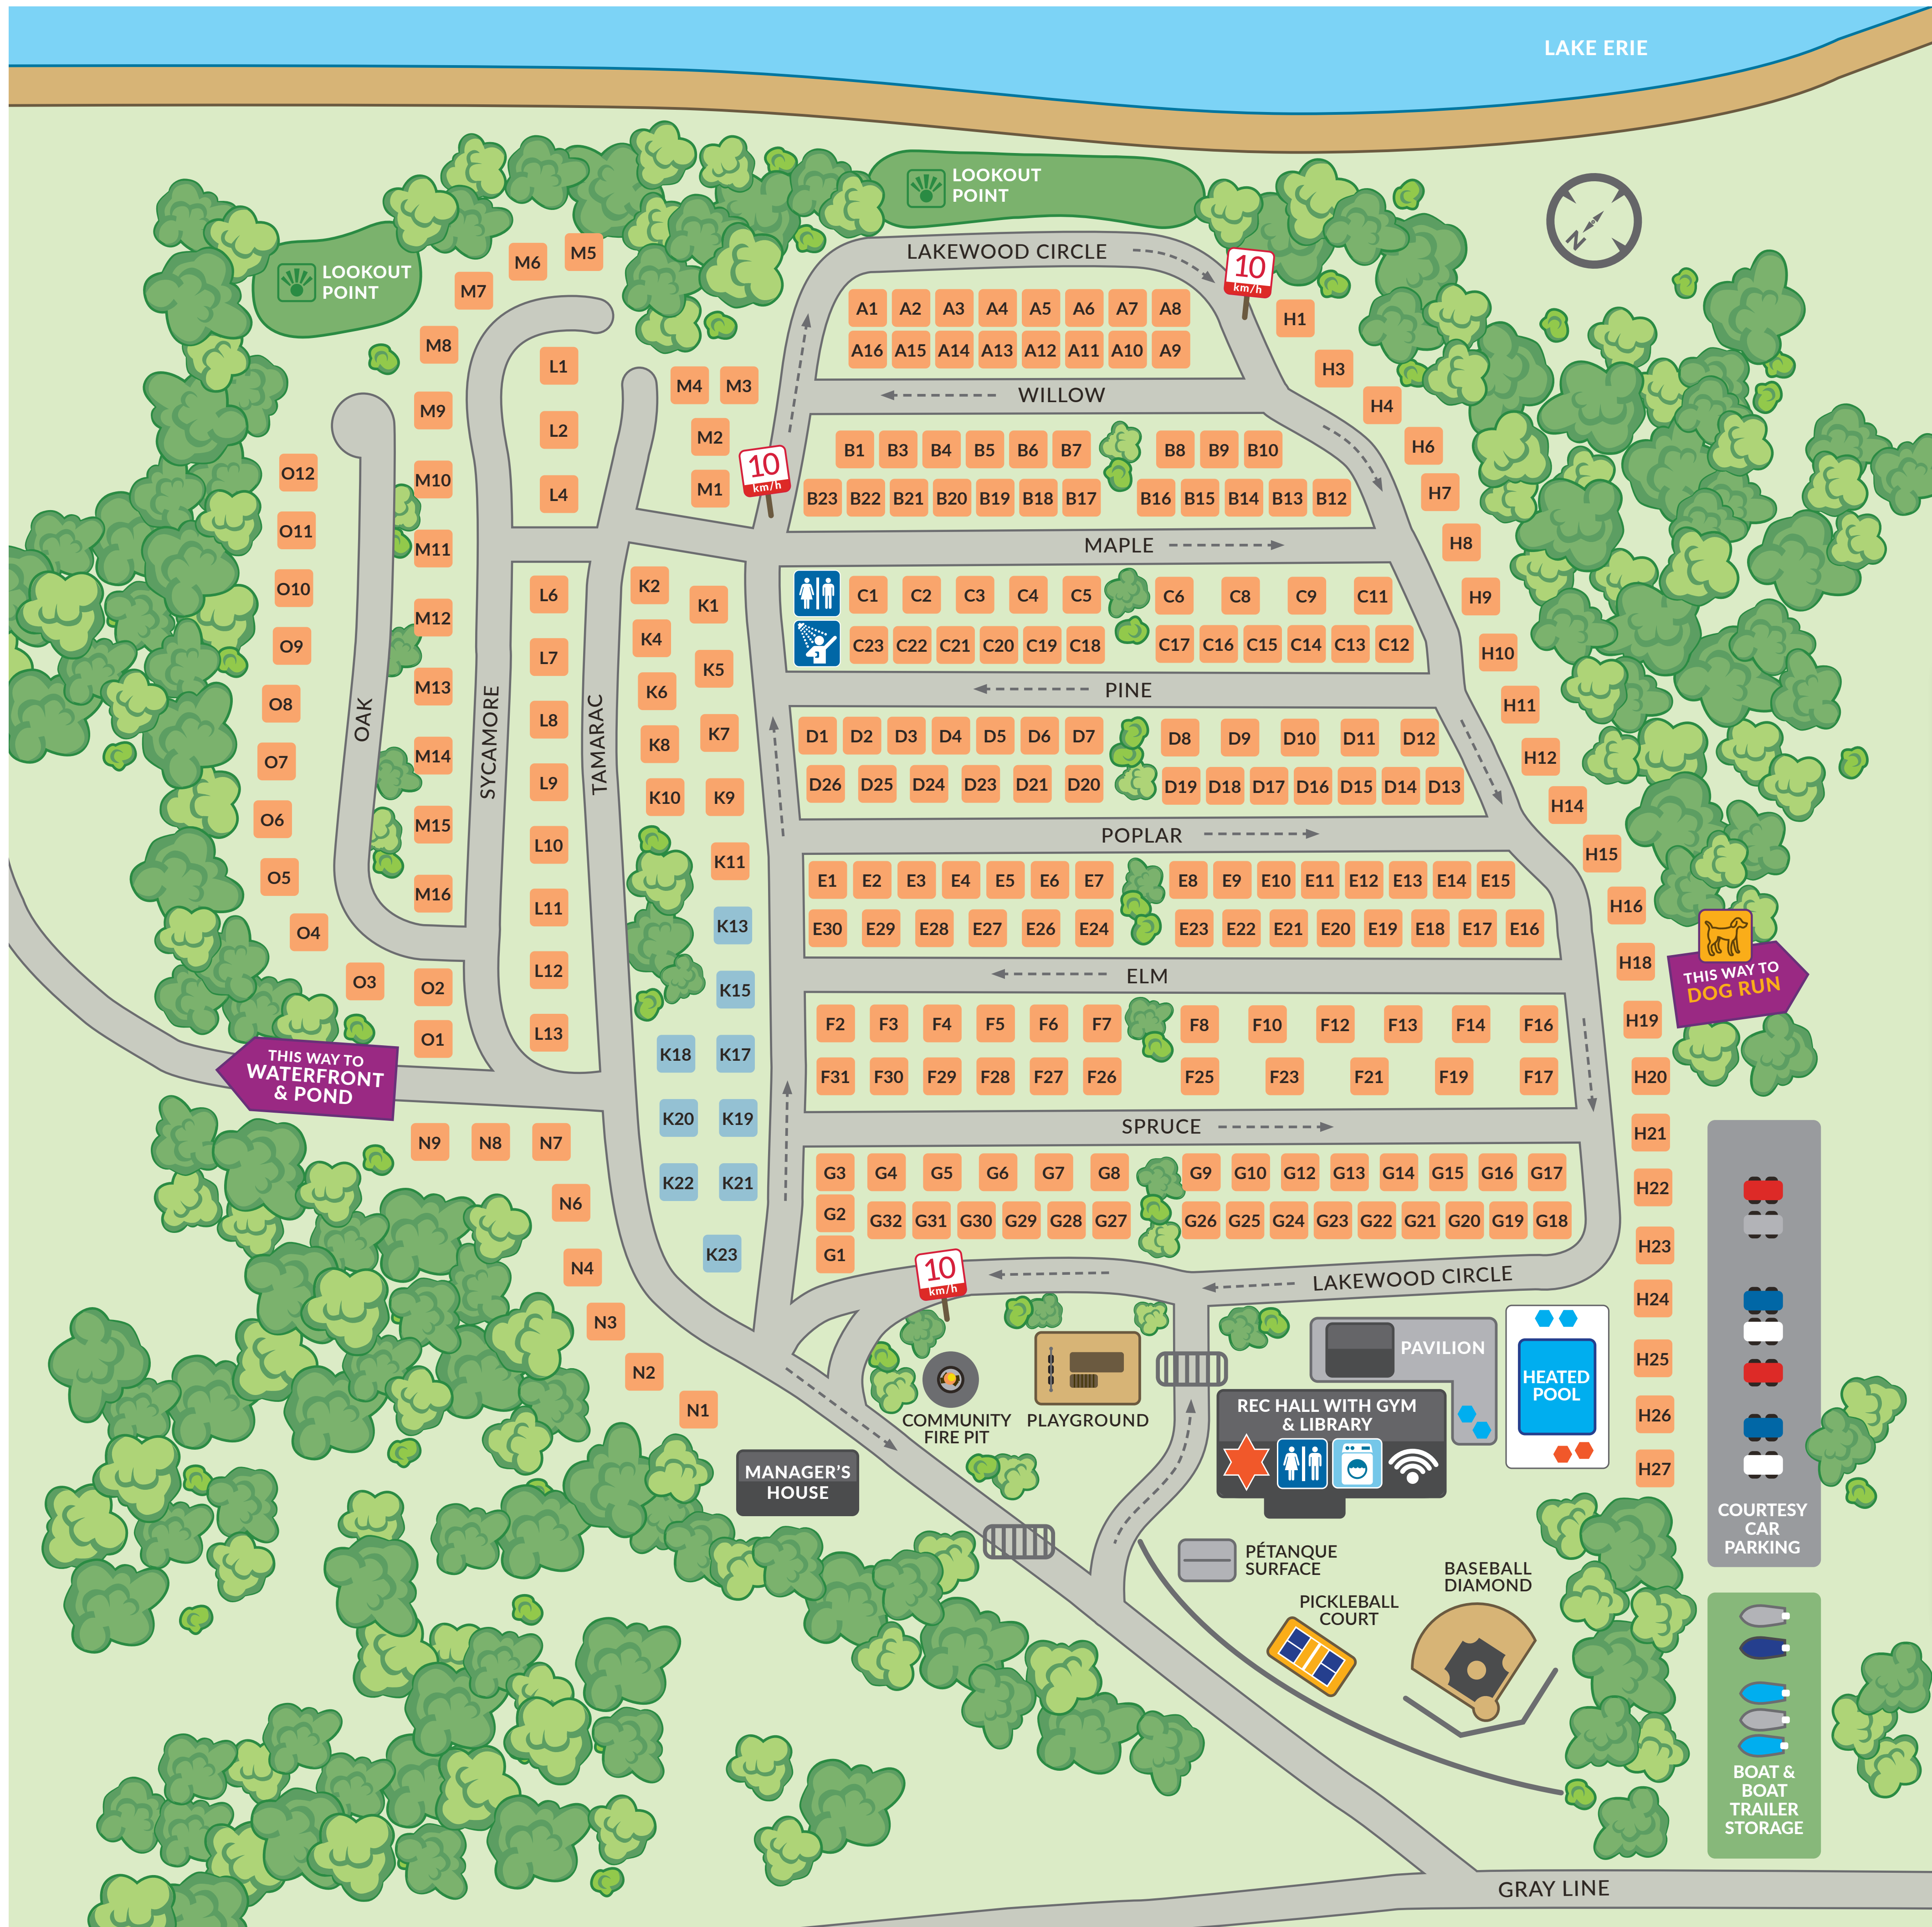 LAKE ERIE
LOOKOUT
POINT
LOOKOUT
POINT
N
LAKEWOOD CIRCLE
10
km/h
M5
M6
M7
M8
M9
M10
M11
M12
M13
M14
M15
M16
M4 M3
M2
M1
L1
L2
L4
L6
L7
L8
L9
L10
L11
L12
L13
O12
O11
O10
O9
O8
O7
O6
O5
O4
O3
O2
O1
OAK
SYCAMORE
TAMARAC
A1 A2 A3 A4 A5 A6 A7 A8
A16 A15 A14 A13 A12 A11 A10 A9
WILLOW
10
km/h
B1 B3 B4 B5 B6 B7 B8 B9 B10
B23 B22 B21 B20 B19 B18 B17 B16 B15 B14 B13 B12
MAPLE
C1 C2 C3 C4 C5 C6 C8 C9 C11
C23 C22 C21 C20 C19 C18 C17 C16 C15 C14 C13 C12
PINE
D1 D2 D3 D4 D5 D6 D7 D8 D9 D10 D11 D12
D26 D25 D24 D23 D21 D20 D19 D18 D17 D16 D15 D14 D13
POPLAR
E1 E2 E3 E4 E5 E6 E7 E8 E9 E10 E11 E12 E13 E14 E15
E30 E29 E28 E27 E26 E24 E23 E22 E21 E20 E19 E18 E17 E16
ELM
F2 F3 F4 F5 F6 F7 F8 F10 F12 F13 F14 F16
F31 F30 F29 F28 F27 F26 F25 F23 F21 F19 F17
SPRUCE
G3 G4 G5 G6 G7 G8 G9 G10 G12 G13 G14 G15 G16 G17
G2 G32 G31 G30 G29 G28 G27 G26 G25 G24 G23 G22 G21 G20 G19 G18
G1
LAKEWOOD CIRCLE
10
km/h
H1
H3
H4
H6
H7
H8
H9
H10
H11
H12
H14
H15
H16
H18
H19
H20
H21
H22
H23
H24
H25
H26
H27
THIS WAY TO
DOG RUN
K2
K1
K4
K5
K6
K7
K8
K10 K9
K11
K13
K15
K18 K17
K20 K19
K22 K21
K23
THIS WAY TO
WATERFRONT
& POND
N9 N8 N7
N6
N4
N3
N2
N1
MANAGER'S
HOUSE
COMMUNITY
FIRE PIT
PLAYGROUND
PAVILION
HEATED
POOL
REC HALL WITH GYM
& LIBRARY
PÉTANQUE
SURFACE
PICKLEBALL
COURT
BASEBALL
DIAMOND
COURTESY
CAR
PARKING
BOAT &
BOAT
TRAILER
STORAGE
GRAY LINE